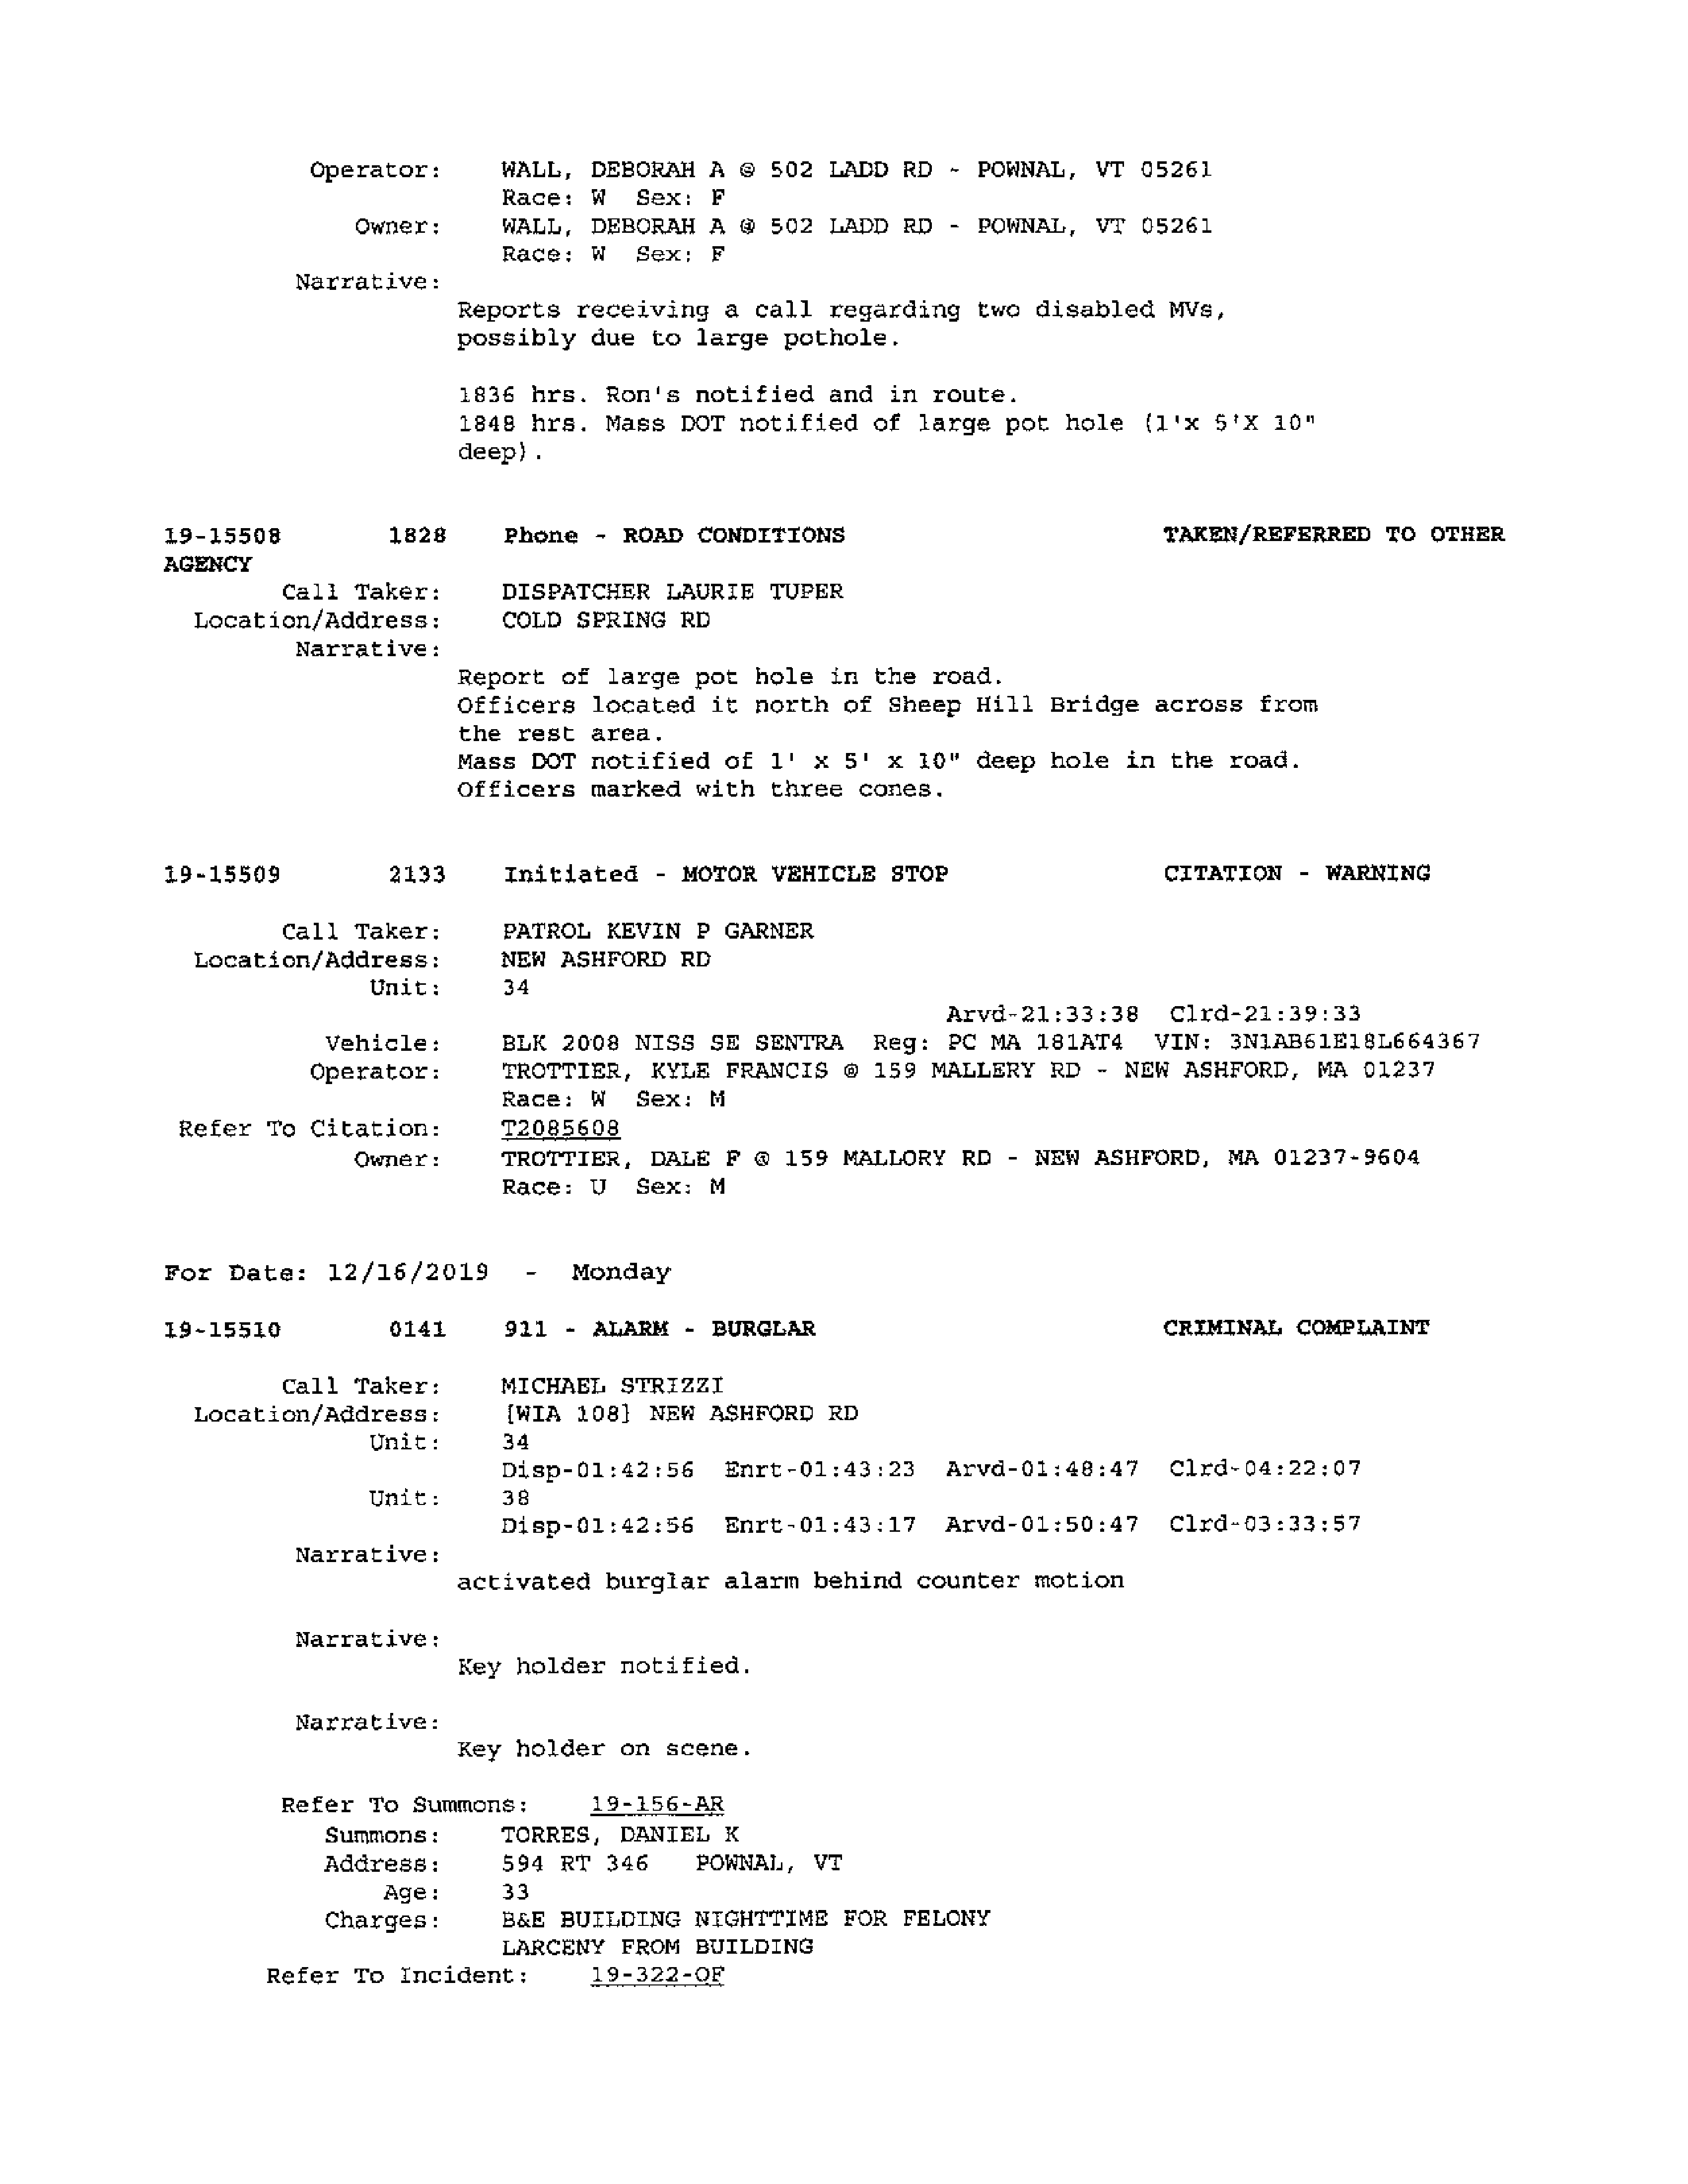 Operator: WALL, DEBORAH A @ 502 LADD RD - POWNAL, VT 05261
Race: W Sex: F
Owner: WALL, DEBORAH A @ 502 LADD RD - POWNAL, VT 05261
Race: W Sex: F
Narrative:
Reports receiving a call regarding two disabled MVs,
possibly due to large pothole.
1836 hrs. Ron's notified and in route.
1848 hrs. Mass DOT notified of large pot hole (1'x 5'X 10"
deep).
19-15508 1828 Phone - ROAD CONDITIONS TAKEN/REFERRED TO OTHER
AGENCY
Call Taker: DISPATCHER LAURIE TUPER
Location/Address: COLD SPRING RD
Narrative:
Report of large pot hole in the road.
Officers located it north of Sheep Hill Bridge across from
the rest area.
Mass DOT notified of 1' x 5' x 10" deep hole in the road.
Officers marked with three cones.
19-15509 2133 Initiated - MOTOR VEHICLE STOP CITATION - WARNING
Call Taker: PATROL KEVIN P GARNER
Location/Address: NEW ASHFORD RD
Unit: 34
Arvd-21:33:38 Clrd-21:39:33
Vehicle: BLK 2008 NISS SE SENTRA Reg: PC MA 181AT4 VIN: 3N1AB61E18L664367
Operator: TROTTIER, KYLE FRANCIS @ 159 MALLERY RD - NEW ASHFORD, MA 01237
Race: W Sex: M
Refer To Citation: T2085608
Owner: TROTTIER, DALE F @ 159 MALLORY RD - NEW ASHFORD, MA 01237-9604
Race: U Sex: M
For Date: 12/16/2019 - Monday
19-15510 0141 911 - ALARM - BURGLAR CRIMINAL COMPLAINT
Call Taker: MICHAEL STRIZZI
Location/Address: [WIA 108] NEW ASHFORD RD
Unit: 34
Disp-01:42:56 Enrt-01:43:23 Arvd-01:48:47 Clrd-04:22:07
Unit: 38
Disp-01:42:56 Enrt-01:43:17 Arvd-01:50:47 Clrd-03:33:57
Narrative:
activated burglar alarm behind counter motion
Narrative:
Key holder notified.
Narrative:
Key holder on scene.
Refer To Summons: 19-156-AR
Summons: TORRES, DANIEL K
Address: 594 RT 346 POWNAL, VT
Age: 33
Charges: B&E BUILDING NIGHTTIME FOR FELONY
LARCENY FROM BUILDING
Refer To Incident: 19-322-OF